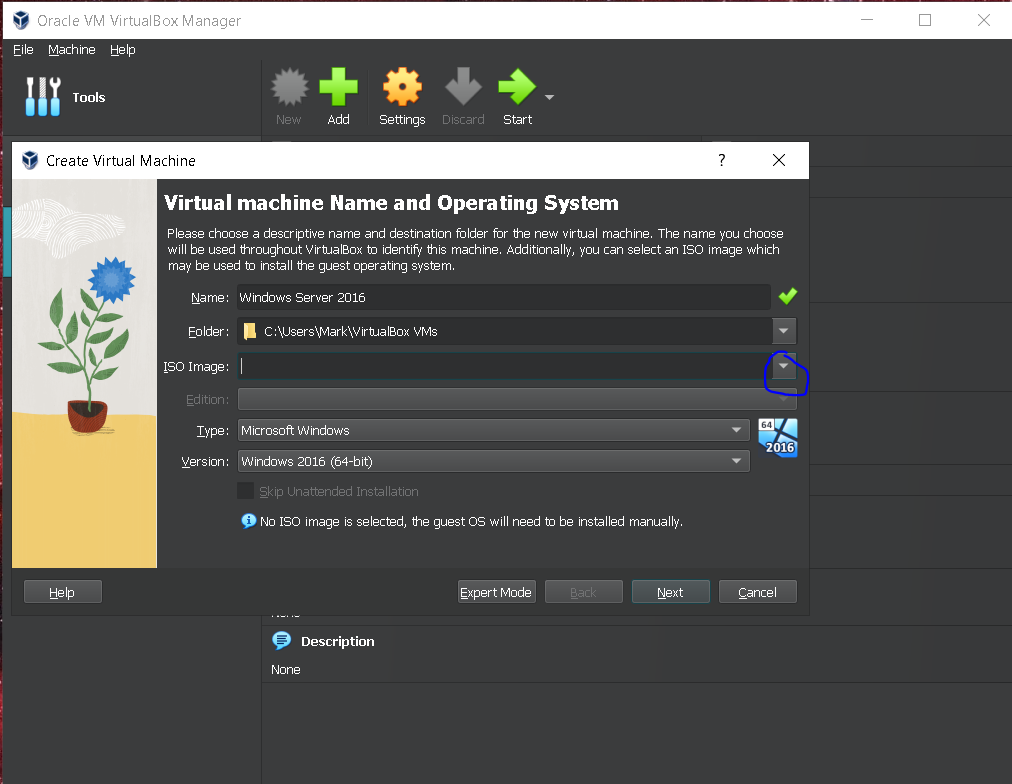 Oracle VM VirtualBox Manager
File Machine Help
Tools
New Add Settings Discard Start
Create Virtual Machine ?
Virtual machine Name and Operating System
Please choose a descriptive name and destination folder for the new virtual machine. The name you choose
will be used throughout VirtualBox to identify this machine. Additionally, you can select an ISO image which
may be used to install the guest operating system.
Name: Windows Server 2016
Folder: C:\Users\Mark\VirtualBox VMs
ISO Image:
Edition:
Type: Microsoft Windows
64
2016
Version: Windows 2016 (64-bit)
Skip Unattended Installation
No ISO image is selected, the guest OS will need to be installed manually.
Help Expert Mode Back Next Cancel
Description
None